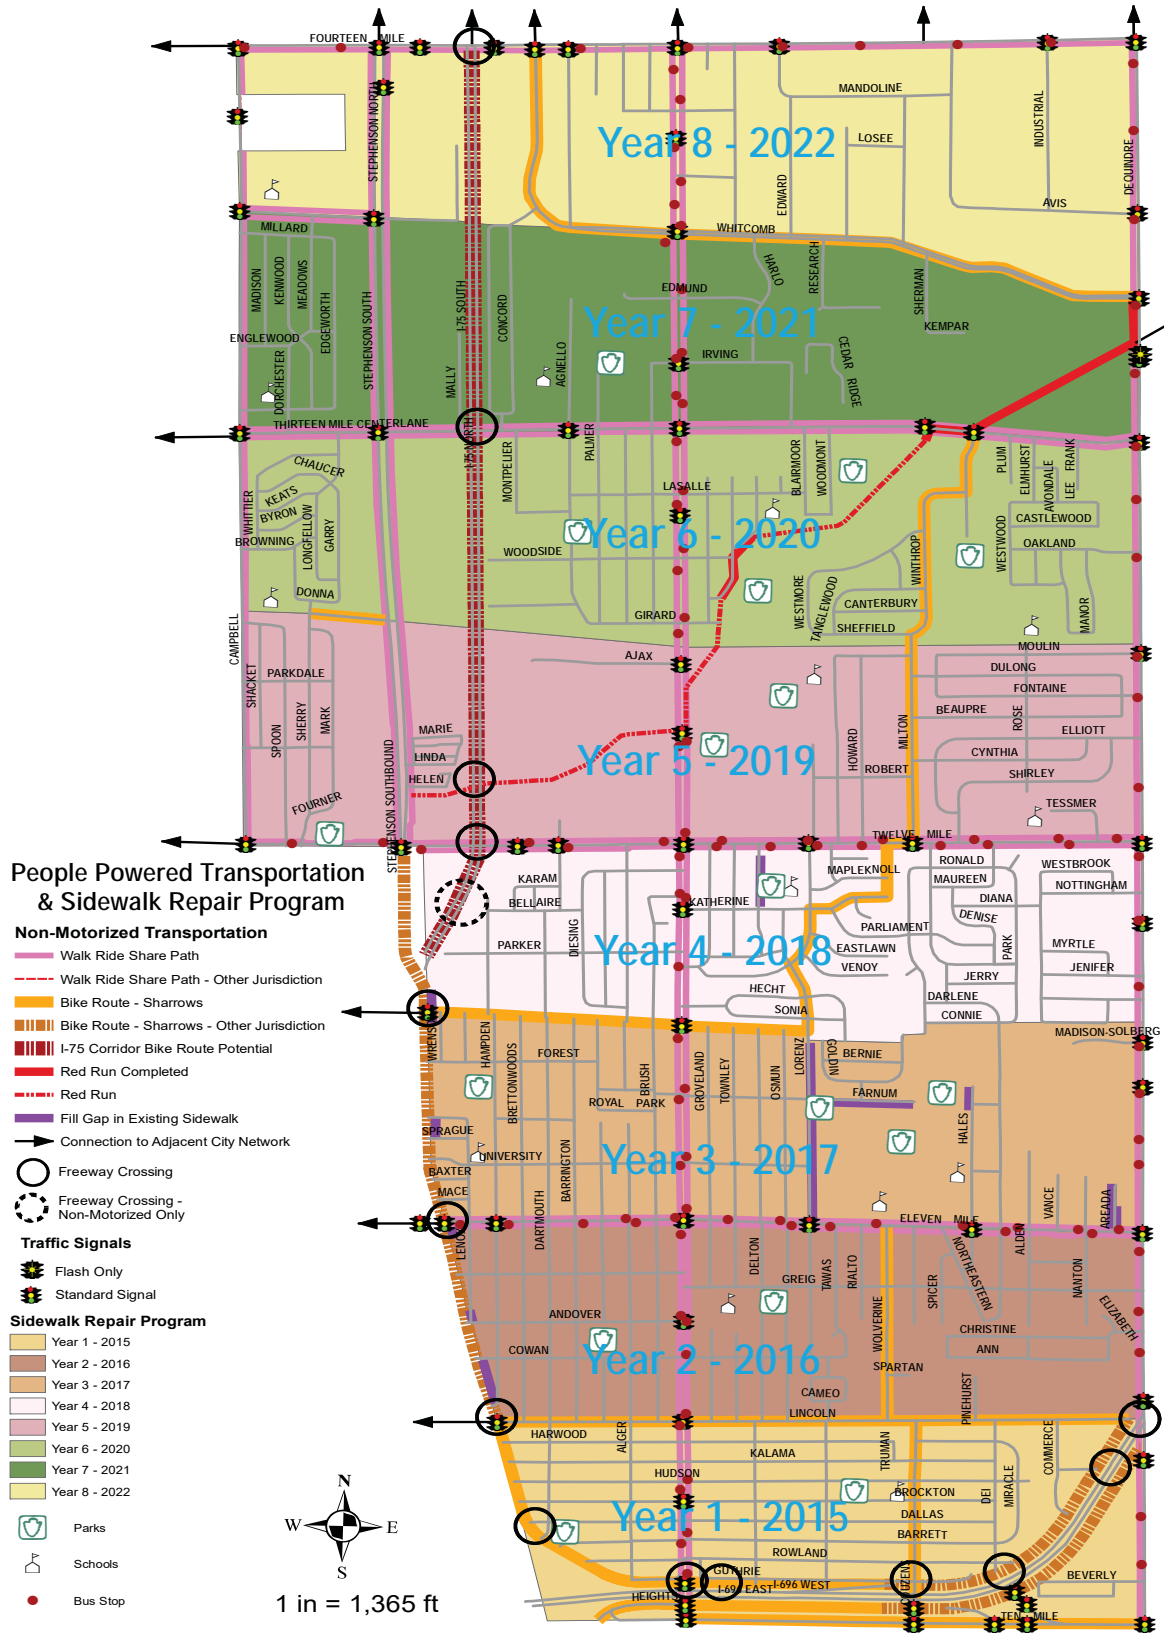 FOURTEEN MILE
STEPHENSON NORTH
MANDOLINE
LOSEE
INDUSTRIAL
DEQUINDRE
Year 8 - 2022
EDWARD
AVIS
MILLARD
WHITCOMB
MADISON
KENWOOD
MEADOWS
EDGEWORTH
STEPHENSON SOUTH
I-75 SOUTH
CONCORD
EDMUND
HARLO
RESEARCH
SHERMAN
KEMPAR
Year 7 - 2021
ENGLEWOOD
DORCHESTER
MALLY
AGNELLO
IRVING
CEDAR RIDGE
THIRTEEN MILE CENTERLANE
I-75 NORTH
MONTPELIER
PALMER
BLAIRMOOR
WOODMONT
PLUM
ELMHURST
AVONDALE
LEE
FRANK
CHAUCER
WHITTIER
KEATS
BYRON
BROWNING
LONGFELLOW
GARRY
LASALLE
CASTLEWOOD
Year 6 - 2020
WOODSIDE
WINTHROP
WESTWOOD
OAKLAND
DONNA
GIRARD
WESTMORE
TANGLEWOOD
CANTERBURY
SHEFFIELD
MANOR
CAMPBELL
AJAX
MOULIN
SHACKET
PARKDALE
DULONG
FONTAINE
SPOON
SHERRY
MARK
MARIE
LINDA
HELEN
HOWARD
MILTON
BEAUPRE
ROSE
ELLIOTT
CYNTHIA
Year 5 - 2019
ROBERT
SHIRLEY
FOURNER
STEPHENSON SOUTHBOUND
TESSMER
TWELVE MILE
People Powered Transportation
& Sidewalk Repair Program
KARAM
BELLAIRE
DIESING
PARKER
KATHERINE
MAPLEKNOLL
RONALD
MAUREEN
WESTBROOK
NOTTINGHAM
DIANA
DENISE
PARLIAMENT
PARK
EASTLAWN
MYRTLE
Year 4 - 2018
VENOY
JENIFER
JERRY
HECHT
DARLENE
SONIA
CONNIE
MADISON-SOLBERG
Non-Motorized Transportation
Walk Ride Share Path
Walk Ride Share Path - Other Jurisdiction
Bike Route - Sharrows
Bike Route - Sharrows - Other Jurisdiction
I-75 Corridor Bike Route Potential
Red Run Completed
Red Run
Fill Gap in Existing Sidewalk
Connection to Adjacent City Network
Freeway Crossing
Freeway Crossing -
Non-Motorized Only
HAMPDEN
BRETTONWOODS
FOREST
BRUSH
GROVELAND
TOWNLEY
OSMUN
LORENZ
GOLDIN
BERNIE
FARNUM
ROYAL
PARK
HALES
SPRAGUE
UNIVERSITY
BARRINGTON
Year 3 - 2017
BAXTER
MACE
DARTMOUTH
VANCE
AREADA
ELEVEN MILE
Traffic Signals
Flash Only
Standard Signal
Sidewalk Repair Program
Year 1 - 2015
Year 2 - 2016
Year 3 - 2017
Year 4 - 2018
Year 5 - 2019
Year 6 - 2020
Year 7 - 2021
Year 8 - 2022
Parks
Schools
Bus Stop
DELTON
GREIG
TAWAS
RIALTO
WOLVERINE
SPICER
NORTHEASTERN
ALDEN
NANTON
ELIZABETH
ANDOVER
CHRISTINE
COWAN
ANN
Year 2 - 2016
SPARTAN
CAMEO
PINEHURST
LINCOLN
HARWOOD
ALGER
KALAMA
TRUMAN
COMMERCE
HUDSON
BROCKTON
DEI
MIRACLE
Year 1 - 2015
DALLAS
BARRETT
ROWLAND
GUTHRIE
I-696 EAST
I-696 WEST
COUZENS
BEVERLY
HEIGHTS
TEN MILE
N
W
E
S
1 in = 1,365 ft